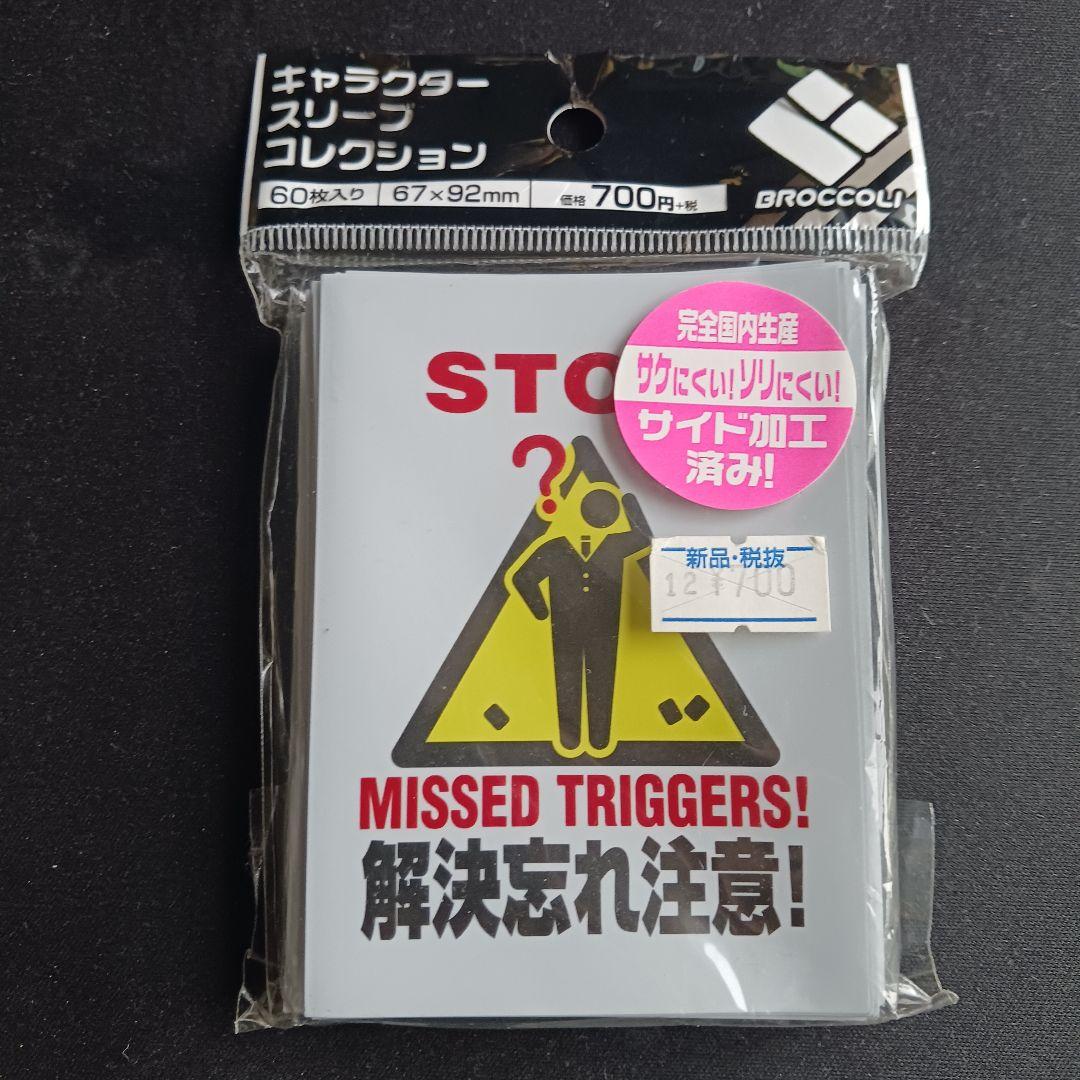 キャラクター
スリーブ
コレクション
60枚入り 67×92mm 価格 700円+税
BROCCOLI
完全国内生産
サケにくい!ソリにくい!
サイド加工
済み!
STO
?
新品・税抜
12 ¥700
MISSED TRIGGERS!
解決忘れ注意!